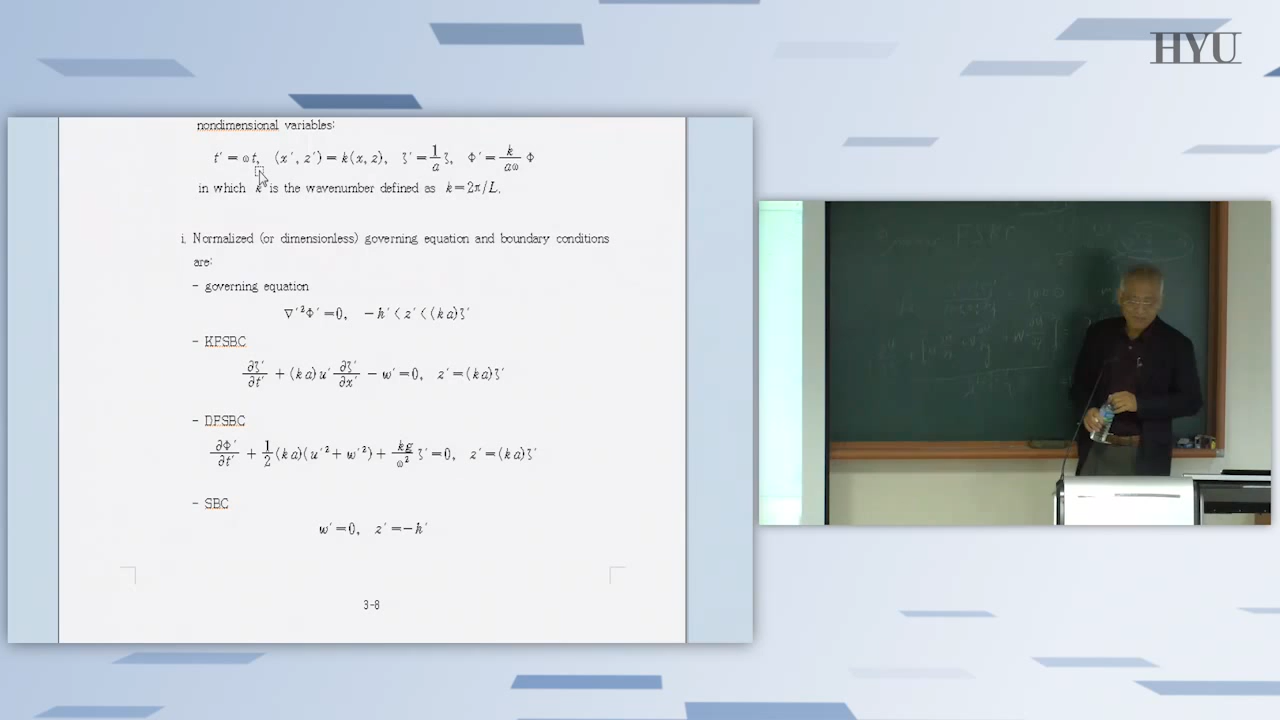 HYU
nondimensional variables:
t′ = ωt, (x′, z′) = k(x, z), ζ′ = 1/a ζ, Φ′ = k/aω Φ
in which k is the wavenumber defined as k = 2π/L.
i. Normalized (or dimensionless) governing equation and boundary conditions
are:
- governing equation
∇′²Φ′ = 0, -h′ < z′ < (ka)ζ′
- KFSBC
∂ζ′/∂t′ + (ka)u′ ∂ζ′/∂x′ - w′ = 0, z′ = (ka)ζ′
- DFSBC
∂Φ′/∂t′ + 1/2 (ka)(u′² + w′²) + kg/ω² ζ′ = 0, z′ = (ka)ζ′
- SBC
w′ = 0, z′ = -h′
3-8